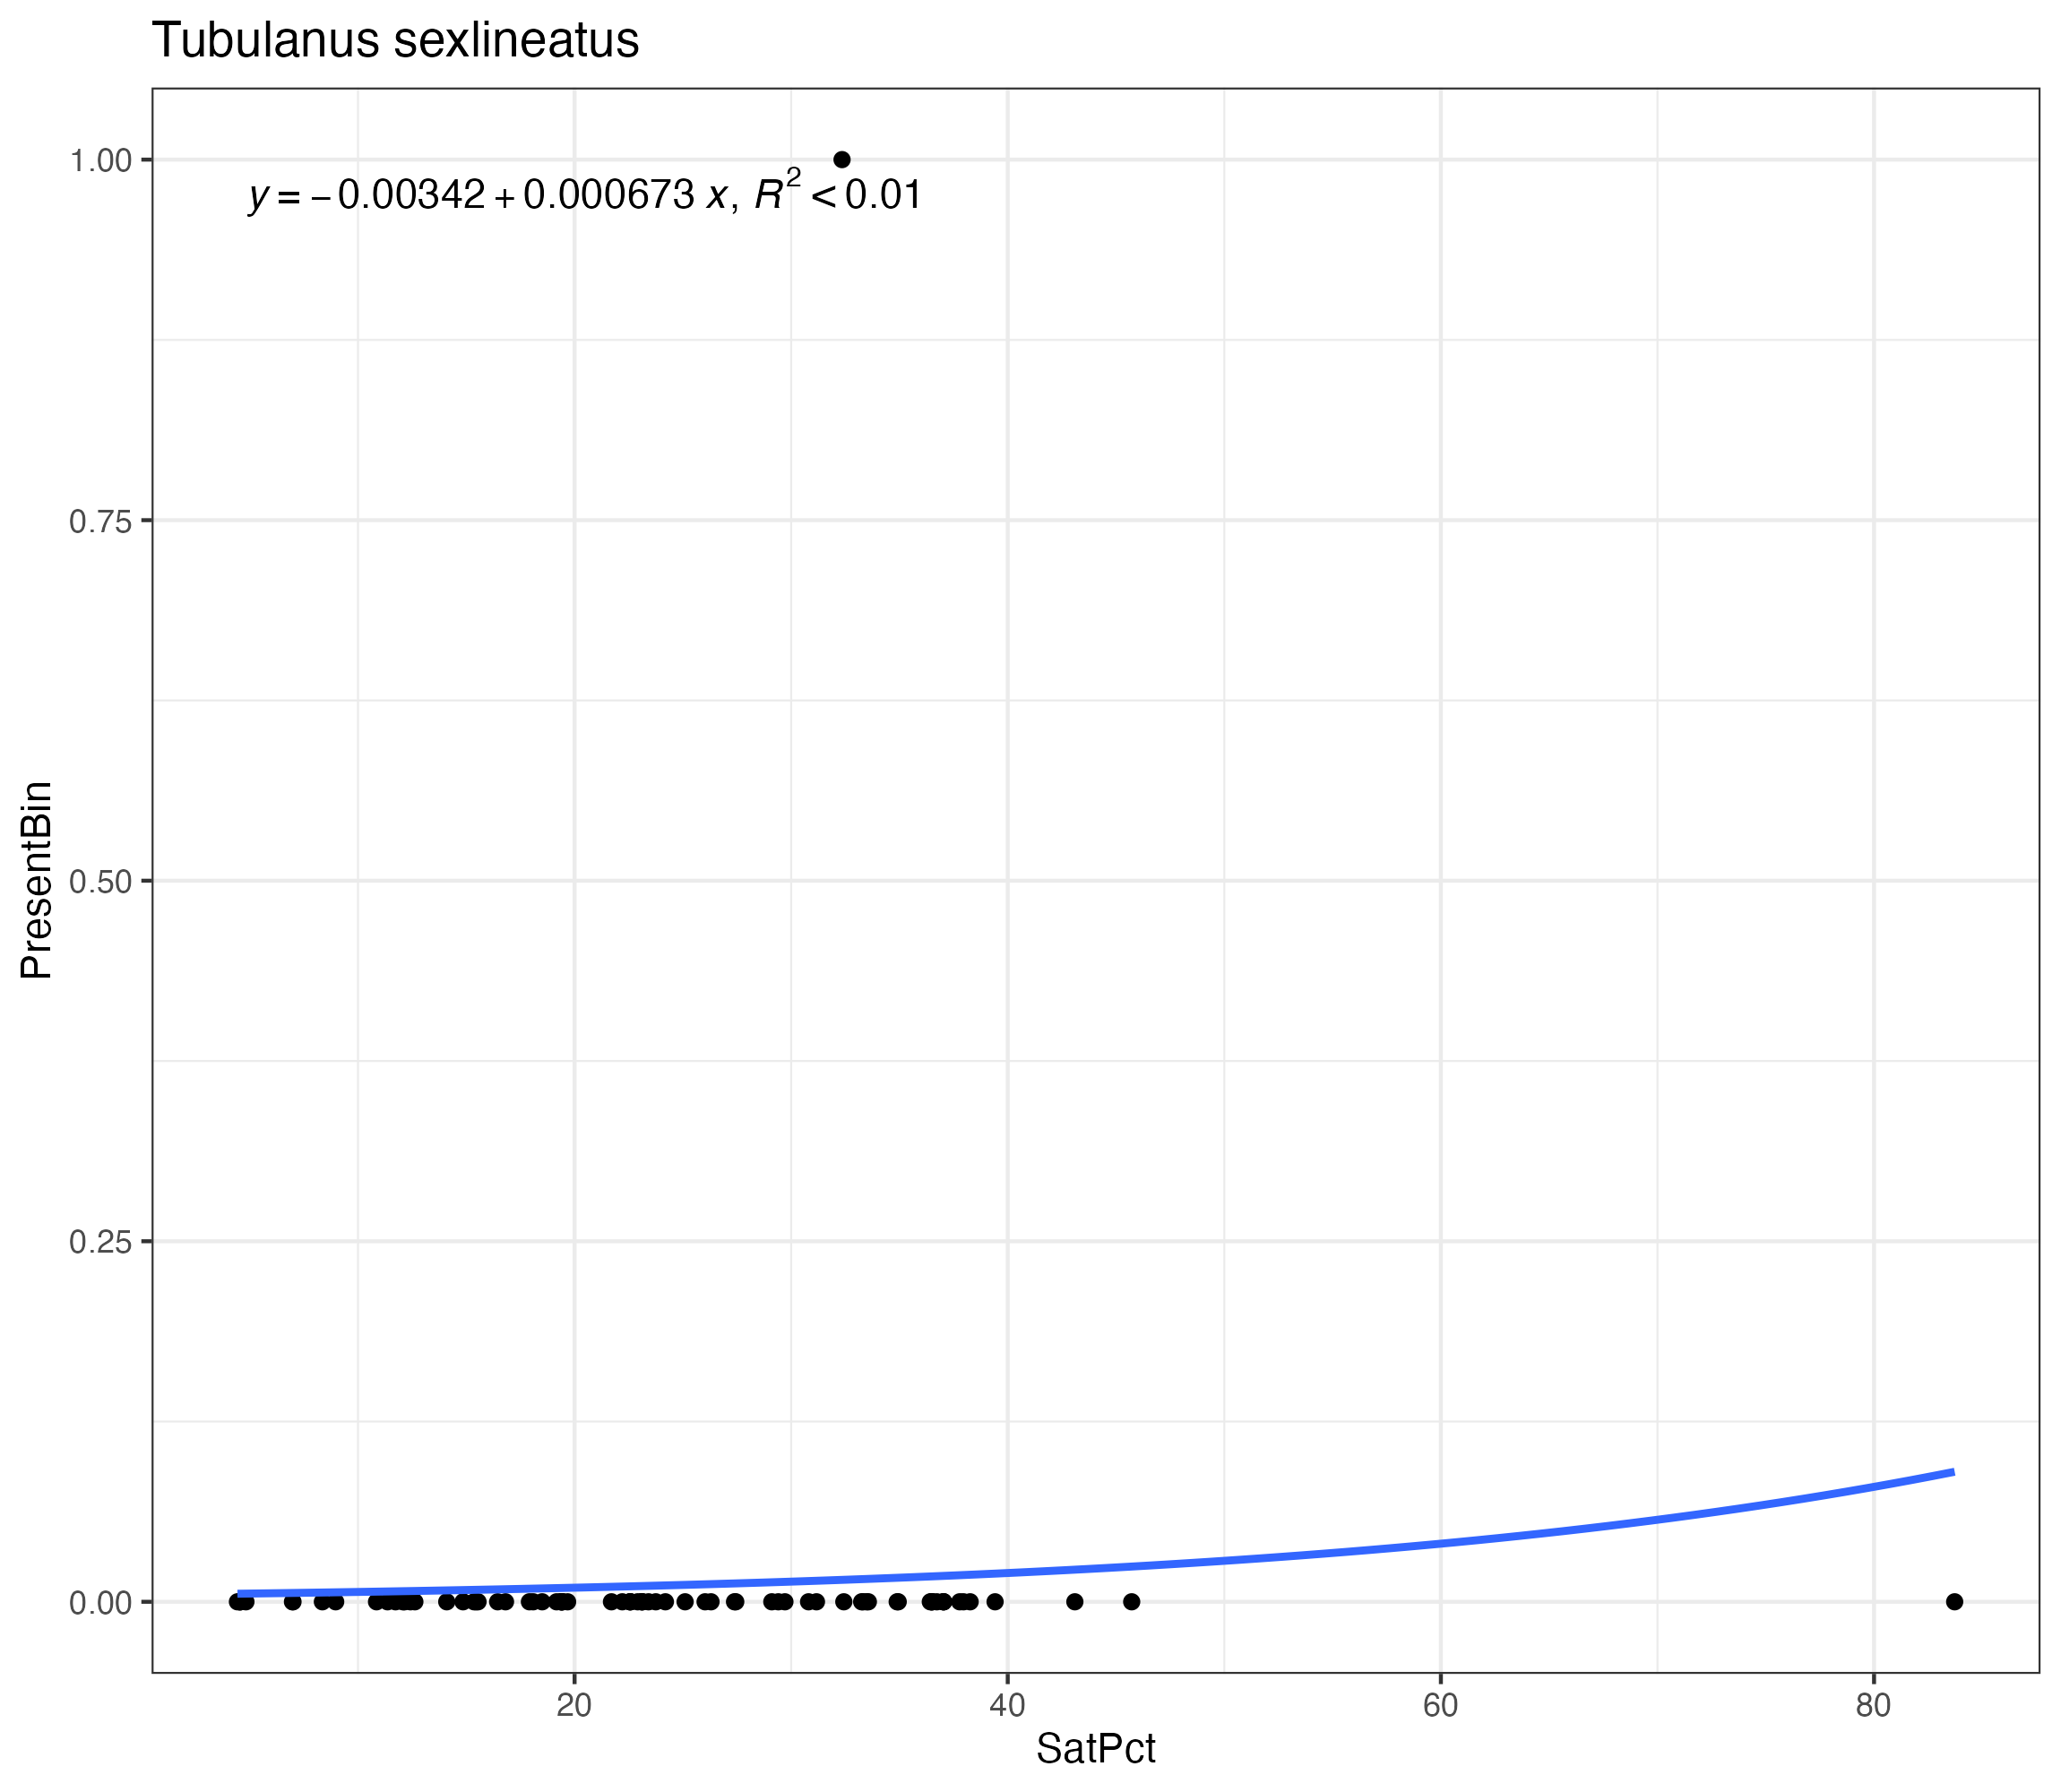 Tubulanus sexlineatus
1.00
y = −0.00342 + 0.000673 x, R² < 0.01
0.75
0.50
0.25
0.00
PresentBin
20 40 60 80
SatPct